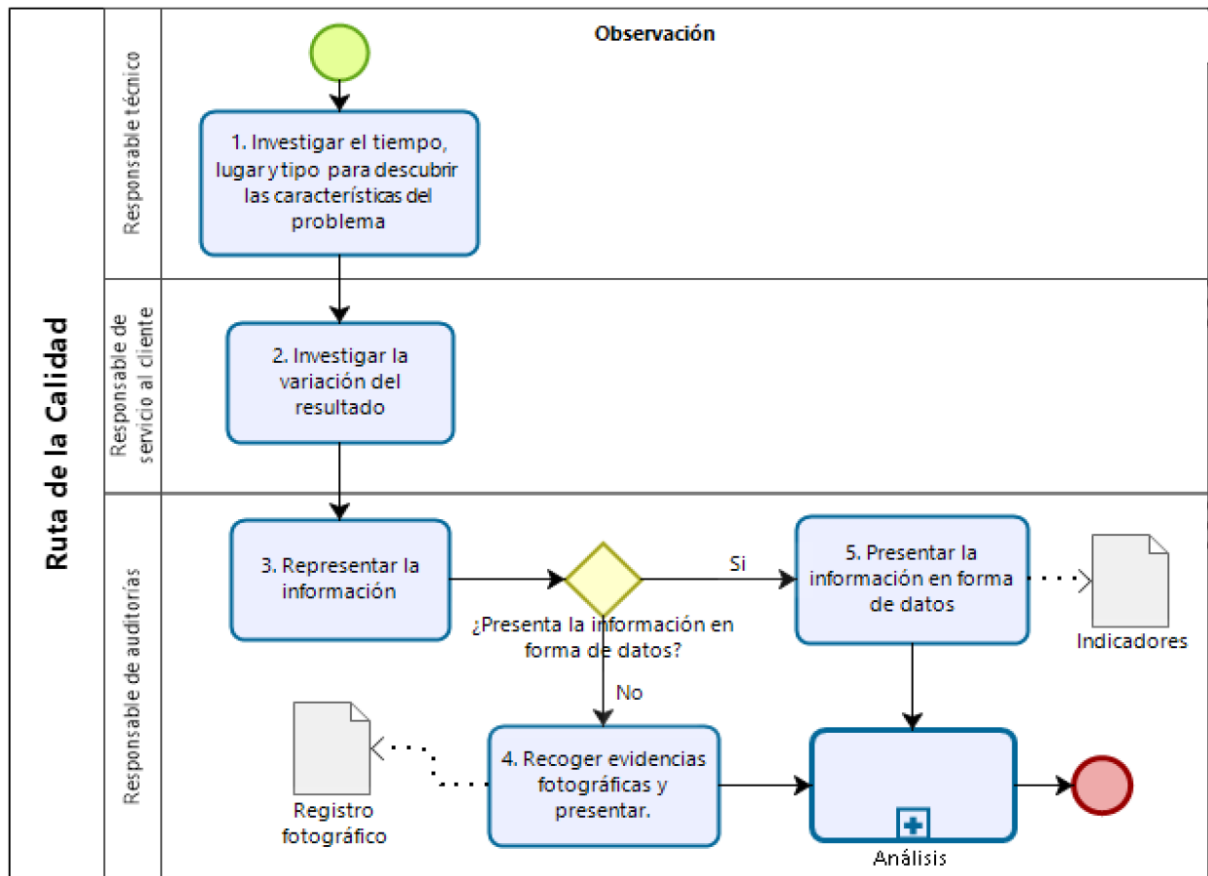 Observación
Ruta de la Calidad
Responsable técnico
1. Investigar el tiempo,
lugar y tipo para descubrir
las características del
problema
Responsable de
servicio al cliente
2. Investigar la
variación del
resultado
Responsable de auditorías
3. Representar la
información
¿Presenta la información en
forma de datos?
Si
5. Presentar la
información en forma
de datos
Indicadores
No
Registro
fotográfico
4. Recoger evidencias
fotográficas y
presentar.
Análisis